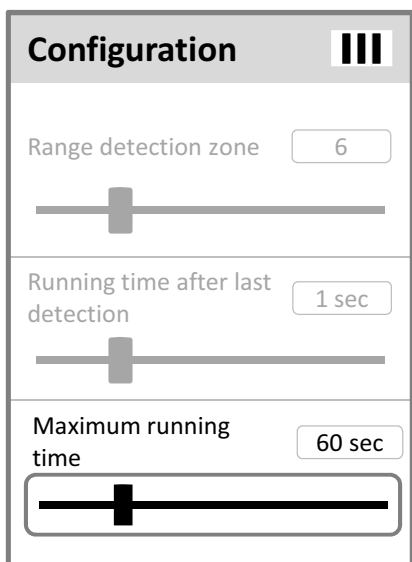 Configuration
Range detection zone 6
Running time after last
detection
1 sec
Maximum running
time
60 sec